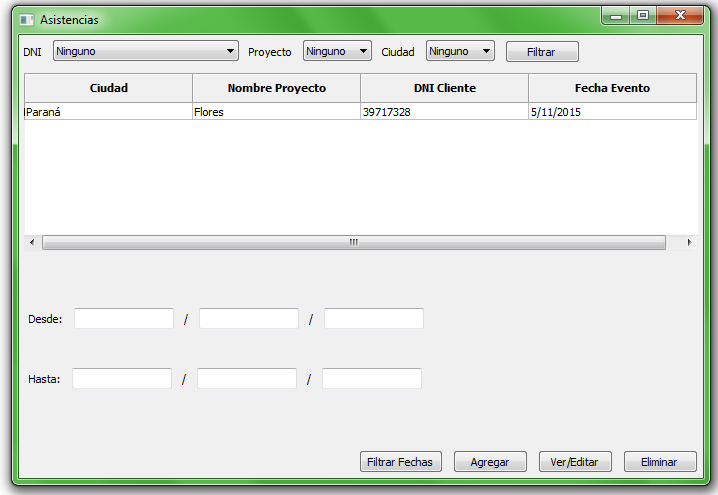 Asistencias
DNI Ninguno Proyecto Ninguno Ciudad Ninguno Filtrar
Ciudad Nombre Proyecto DNI Cliente Fecha Evento
Paraná Flores 39717328 5/11/2015
Desde: / /
Hasta: / /
Filtrar Fechas Agregar Ver/Editar Eliminar